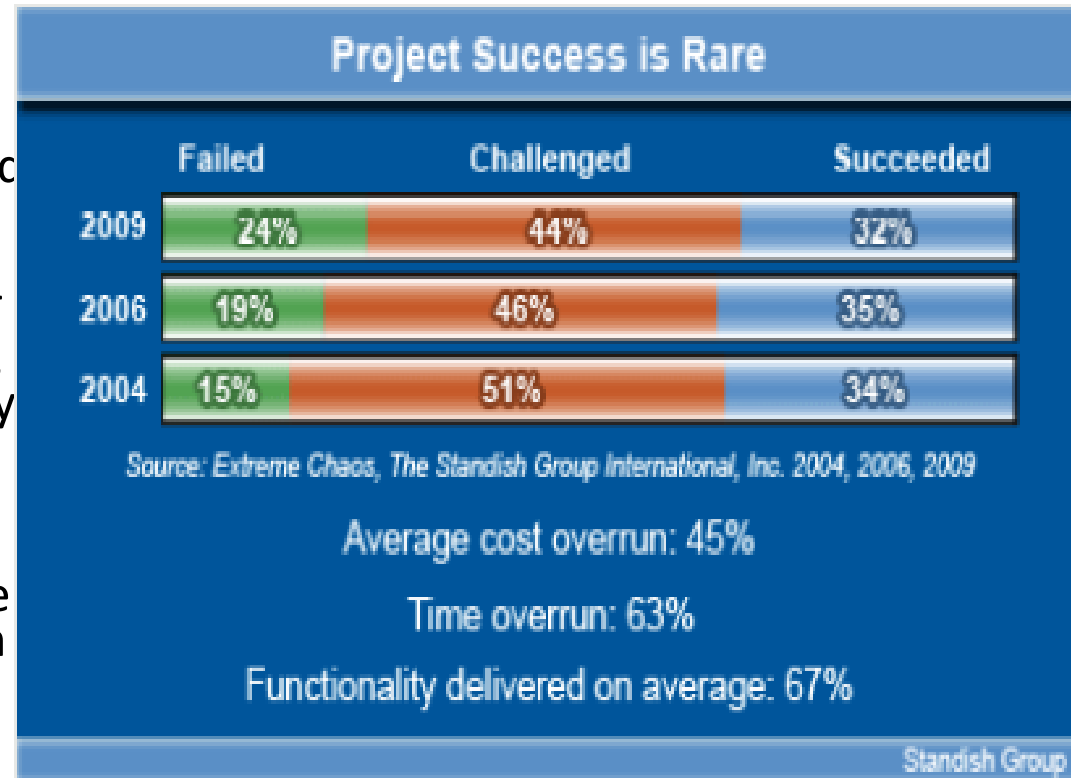 Project Success is Rare
Failed Challenged Succeeded
2009 24% 44% 32%
2006 19% 46% 35%
2004 15% 51% 34%
Source: Extreme Chaos, The Standish Group International, Inc. 2004, 2006, 2009
Average cost overrun: 45%
Time overrun: 63%
Functionality delivered on average: 67%
Standish Group